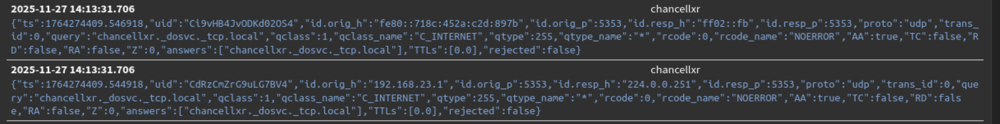 2025-11-27 14:13:31.706 chancellxr
{"ts":1764274409.546918,"uid":"Ci9vHB4JvODKd02OS4","id.orig_h":"fe80::718c:452a:c2d:897b","id.orig_p":5353,"id.resp_h":"ff02::fb","id.resp_p":5353,"proto":"udp","trans_
id":0,"query":"chancellxr._dosvc._tcp.local","qclass":1,"qclass_name":"C_INTERNET","qtype":255,"qtype_name":"*","rcode":0,"rcode_name":"NOERROR","AA":true,"TC":false,"R
D":false,"RA":false,"Z":0,"answers":["chancellxr._dosvc._tcp.local"],"TTLs":[0.0],"rejected":false}
2025-11-27 14:13:31.706 chancellxr
{"ts":1764274409.544918,"uid":"CdRzCmZrG9uLG7BV4","id.orig_h":"192.168.23.1","id.orig_p":5353,"id.resp_h":"224.0.0.251","id.resp_p":5353,"proto":"udp","trans_id":0,"que
ry":"chancellxr._dosvc._tcp.local","qclass":1,"qclass_name":"C_INTERNET","qtype":255,"qtype_name":"*","rcode":0,"rcode_name":"NOERROR","AA":true,"TC":false,"RD":fals
e,"RA":false,"Z":0,"answers":["chancellxr._dosvc._tcp.local"],"TTLs":[0.0],"rejected":false}